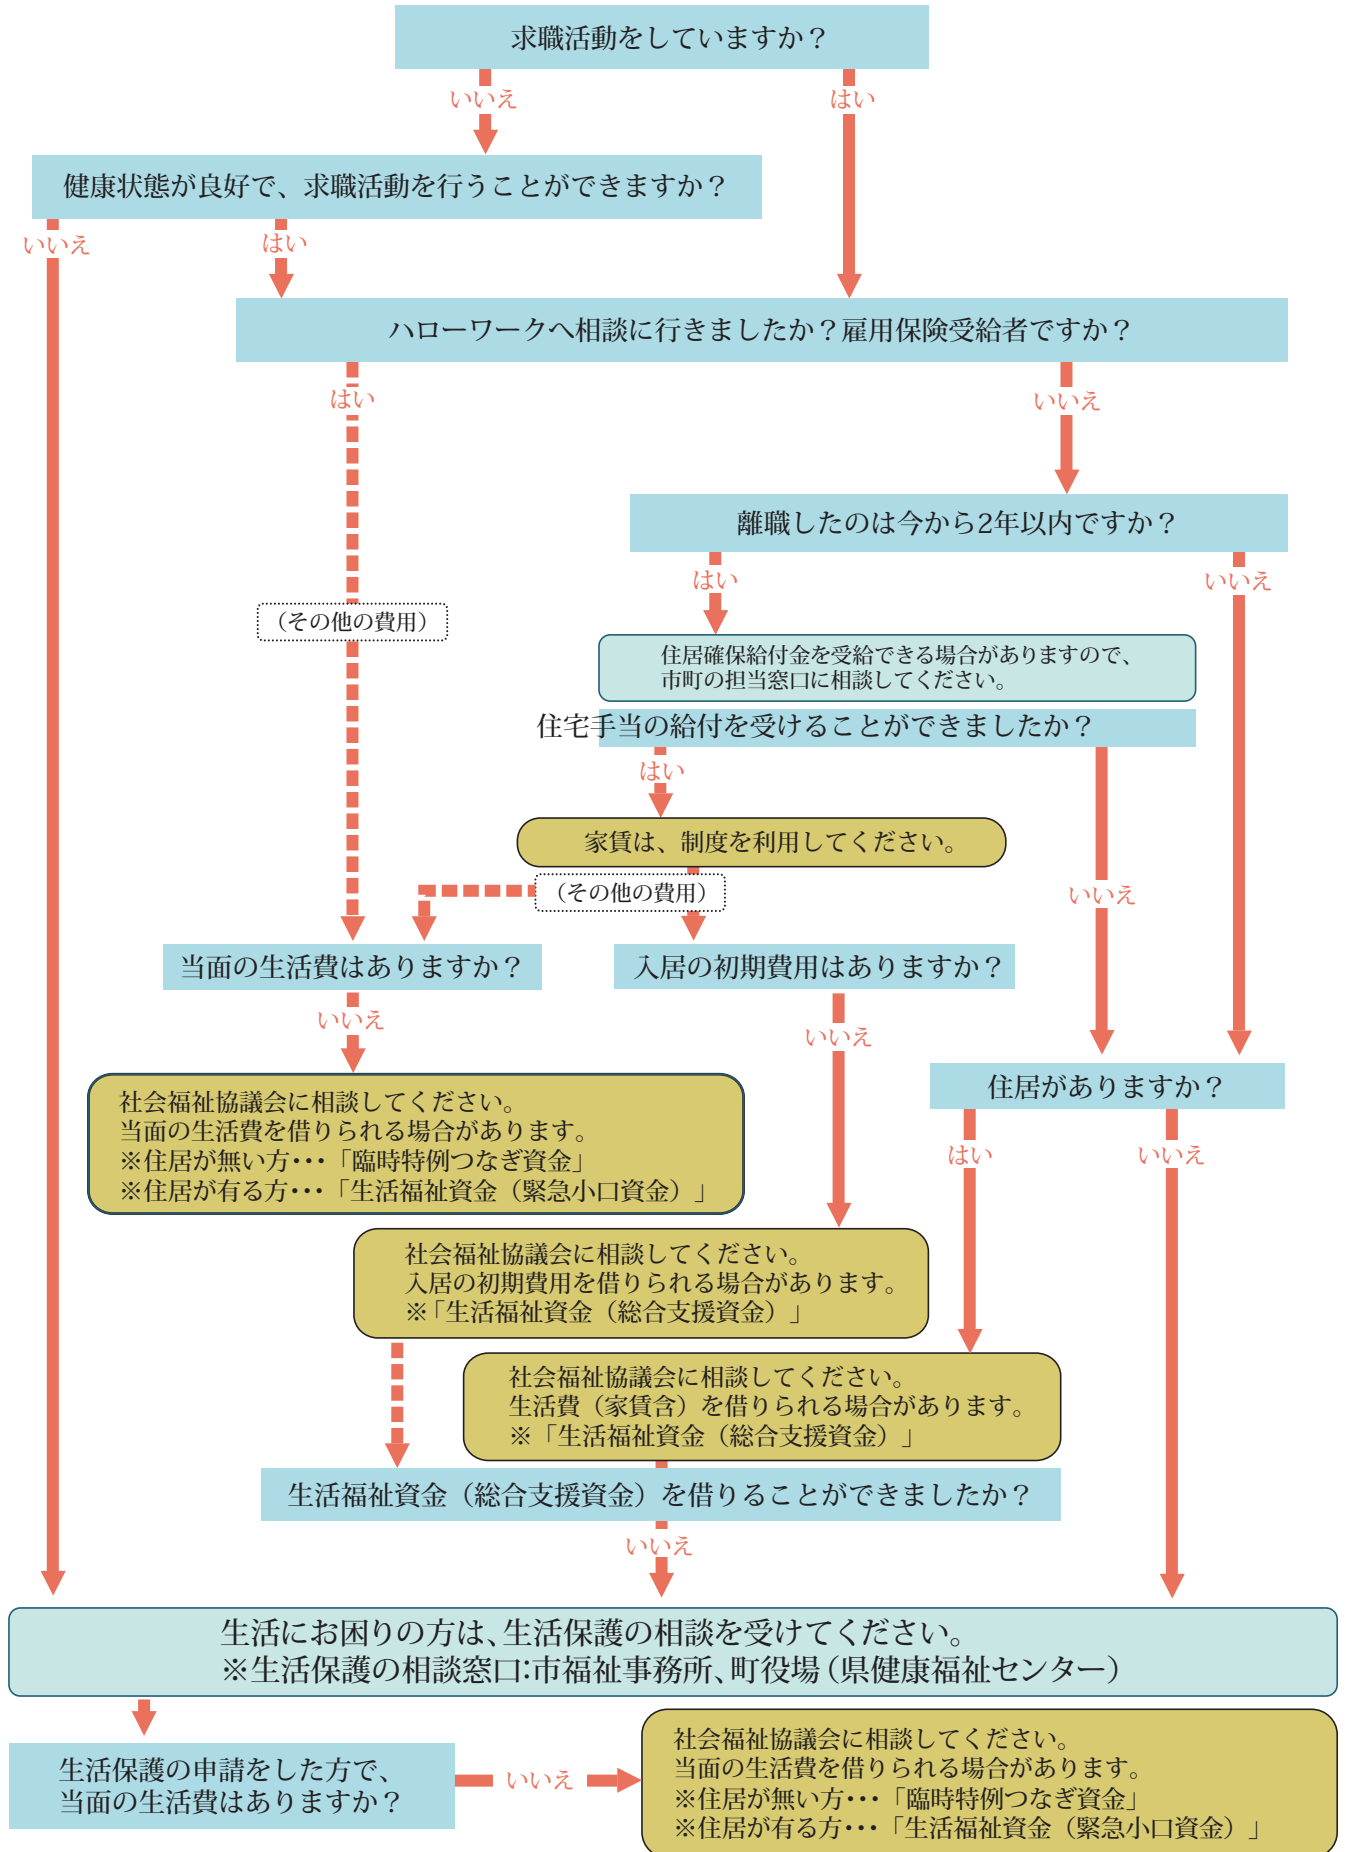 求職活動をしていますか？
いいえ
はい
健康状態が良好で、求職活動を行うことができますか？
いいえ
はい
ハローワークへ相談に行きましたか？雇用保険受給者ですか？
はい
いいえ
離職したのは今から2年以内ですか？
はい
いいえ
（その他の費用）
住居確保給付金を受給できる場合がありますので、
市町の担当窓口に相談してください。
住宅手当の給付を受けることができましたか？
はい
家賃は、制度を利用してください。
（その他の費用）
いいえ
当面の生活費はありますか？
入居の初期費用はありますか？
いいえ
いいえ
住居がありますか？
社会福祉協議会に相談してください。
当面の生活費を借りられる場合があります。
※住居が無い方･･･「臨時特例つなぎ資金」
※住居が有る方･･･「生活福祉資金（緊急小口資金）」
はい
いいえ
社会福祉協議会に相談してください。
入居の初期費用を借りられる場合があります。
※「生活福祉資金（総合支援資金）」
社会福祉協議会に相談してください。
生活費（家賃含）を借りられる場合があります。
※「生活福祉資金（総合支援資金）」
生活福祉資金（総合支援資金）を借りることができましたか？
いいえ
生活にお困りの方は、生活保護の相談を受けてください。
※生活保護の相談窓口：市福祉事務所、町役場（県健康福祉センター）
生活保護の申請をした方で、
当面の生活費はありますか？
いいえ
社会福祉協議会に相談してください。
当面の生活費を借りられる場合があります。
※住居が無い方･･･「臨時特例つなぎ資金」
※住居が有る方･･･「生活福祉資金（緊急小口資金）」